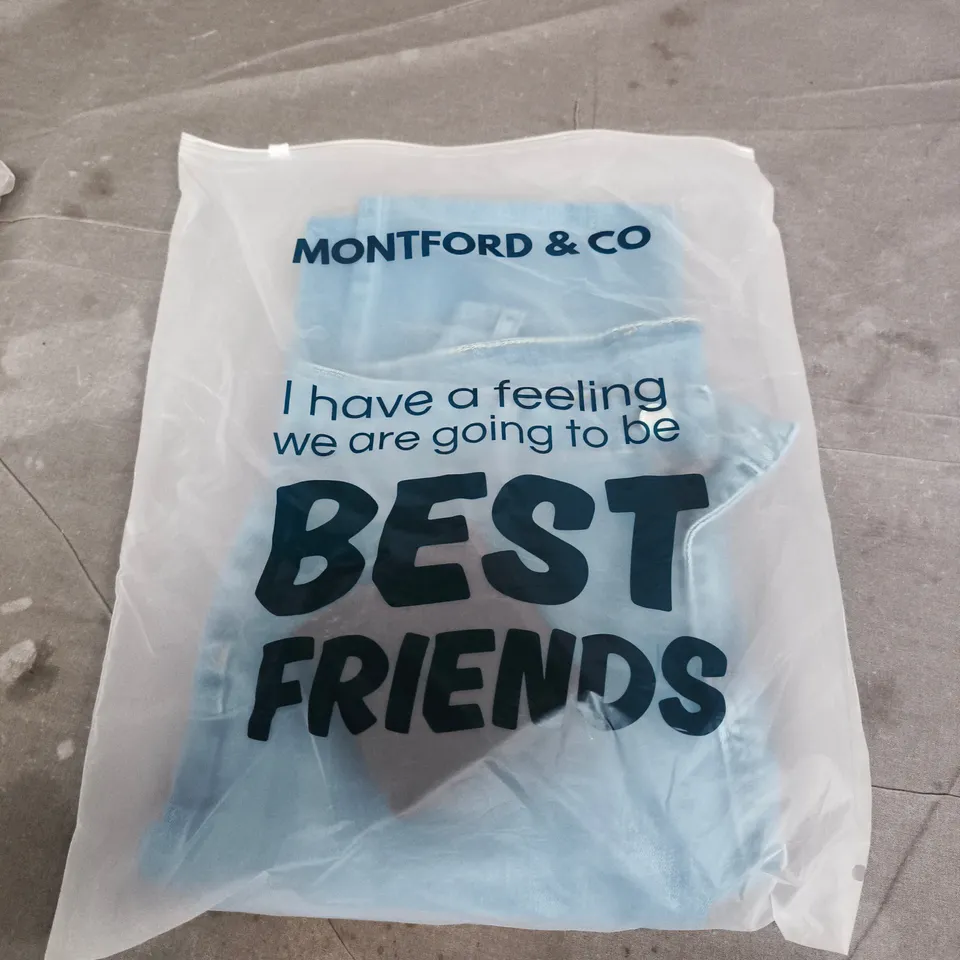 MONTFORD & CO
I have a feeling
we are going to be
BEST
FRIENDS